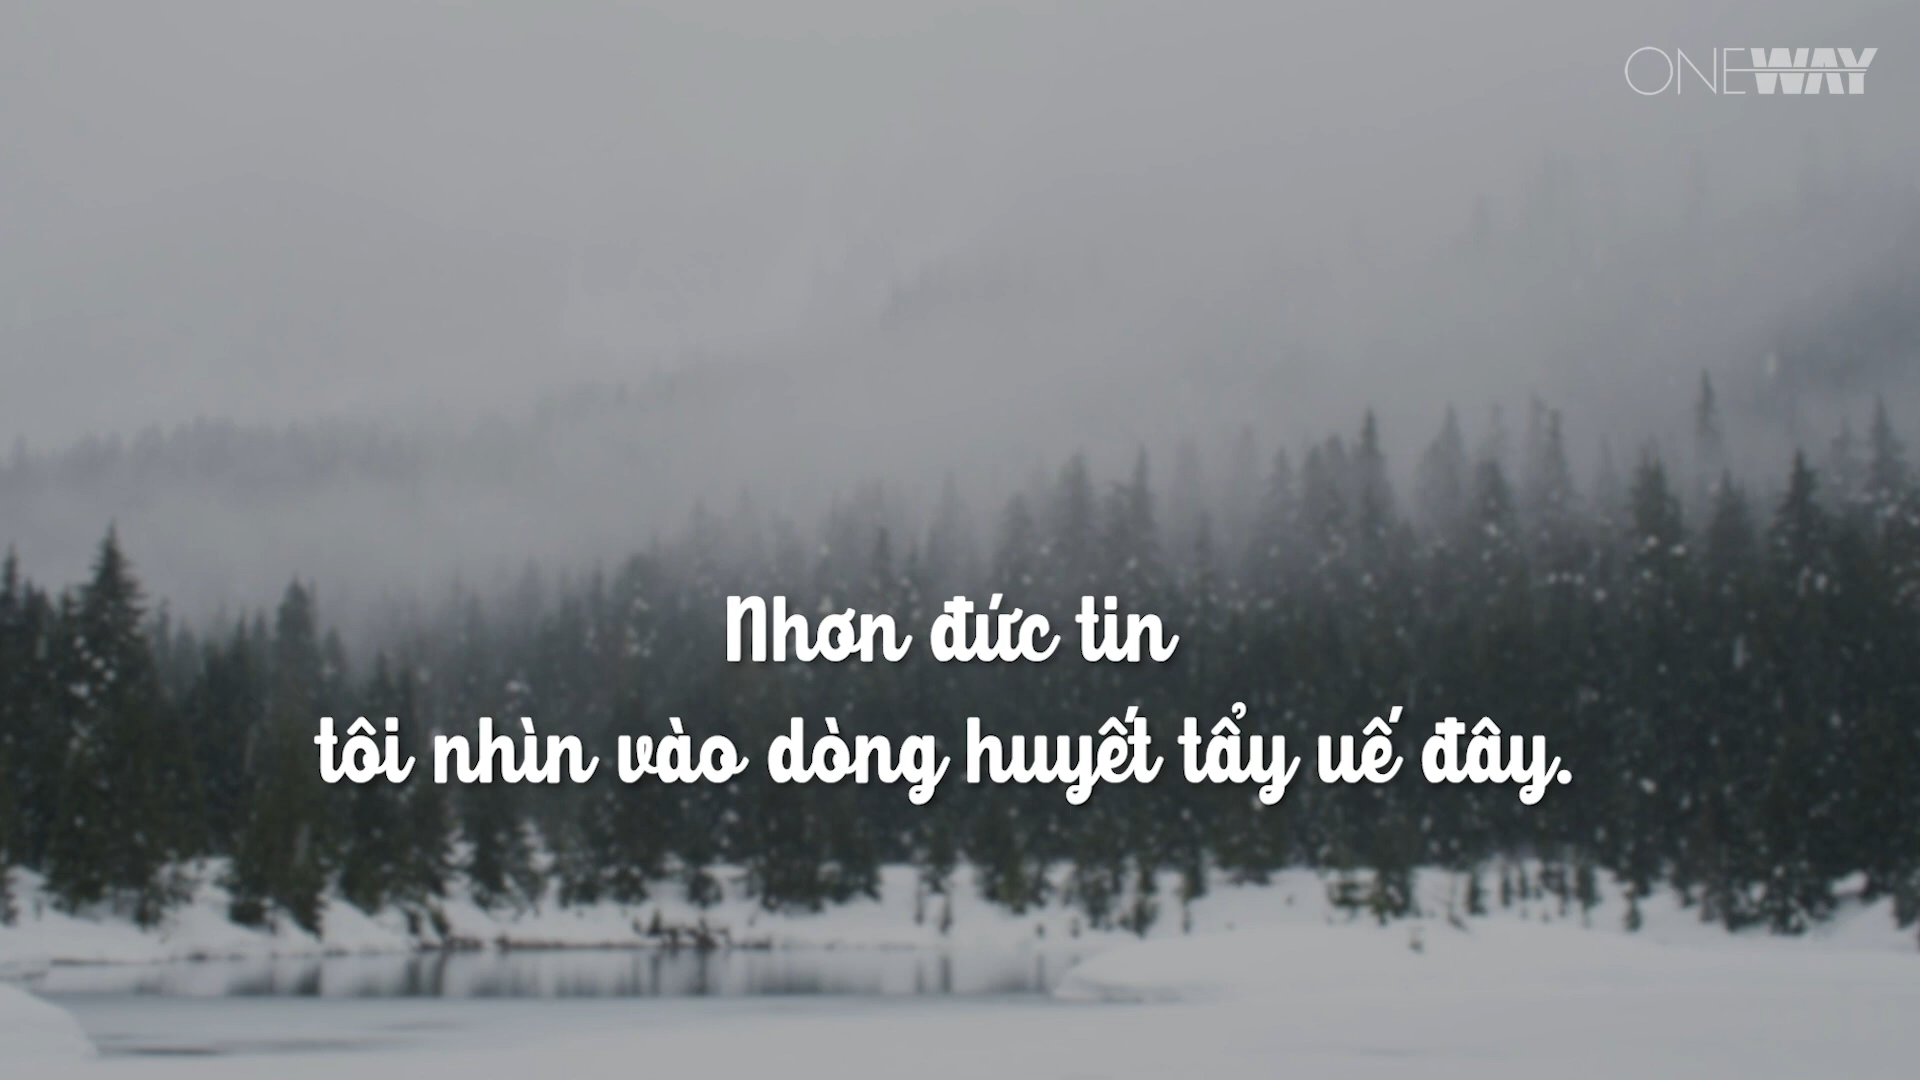 ONEWAY
Nhơn đức tin
tôi nhìn vào dòng huyết tẩy uế đây.